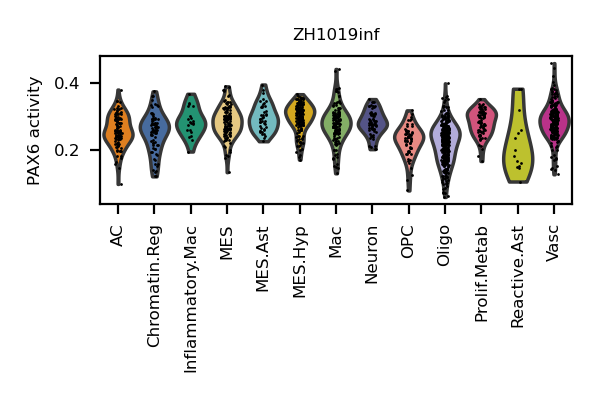 ZH1019inf
PAX6 activity
0.4
0.2
AC
Chromatin.Reg
Inflammatory.Mac
MES
MES.Ast
MES.Hyp
Mac
Neuron
OPC
Oligo
Prolif.Metab
Reactive.Ast
Vasc